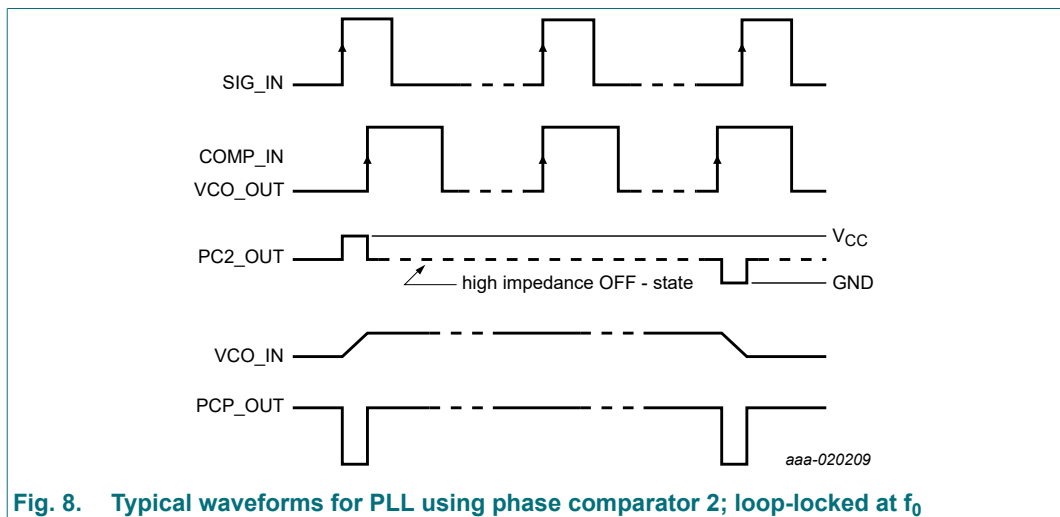 SIG_IN
COMP_IN
VCO_OUT
V_CC
PC2_OUT
high impedance OFF - state
GND
VCO_IN
PCP_OUT
aaa-020209
Fig. 8. Typical waveforms for PLL using phase comparator 2; loop-locked at f₀